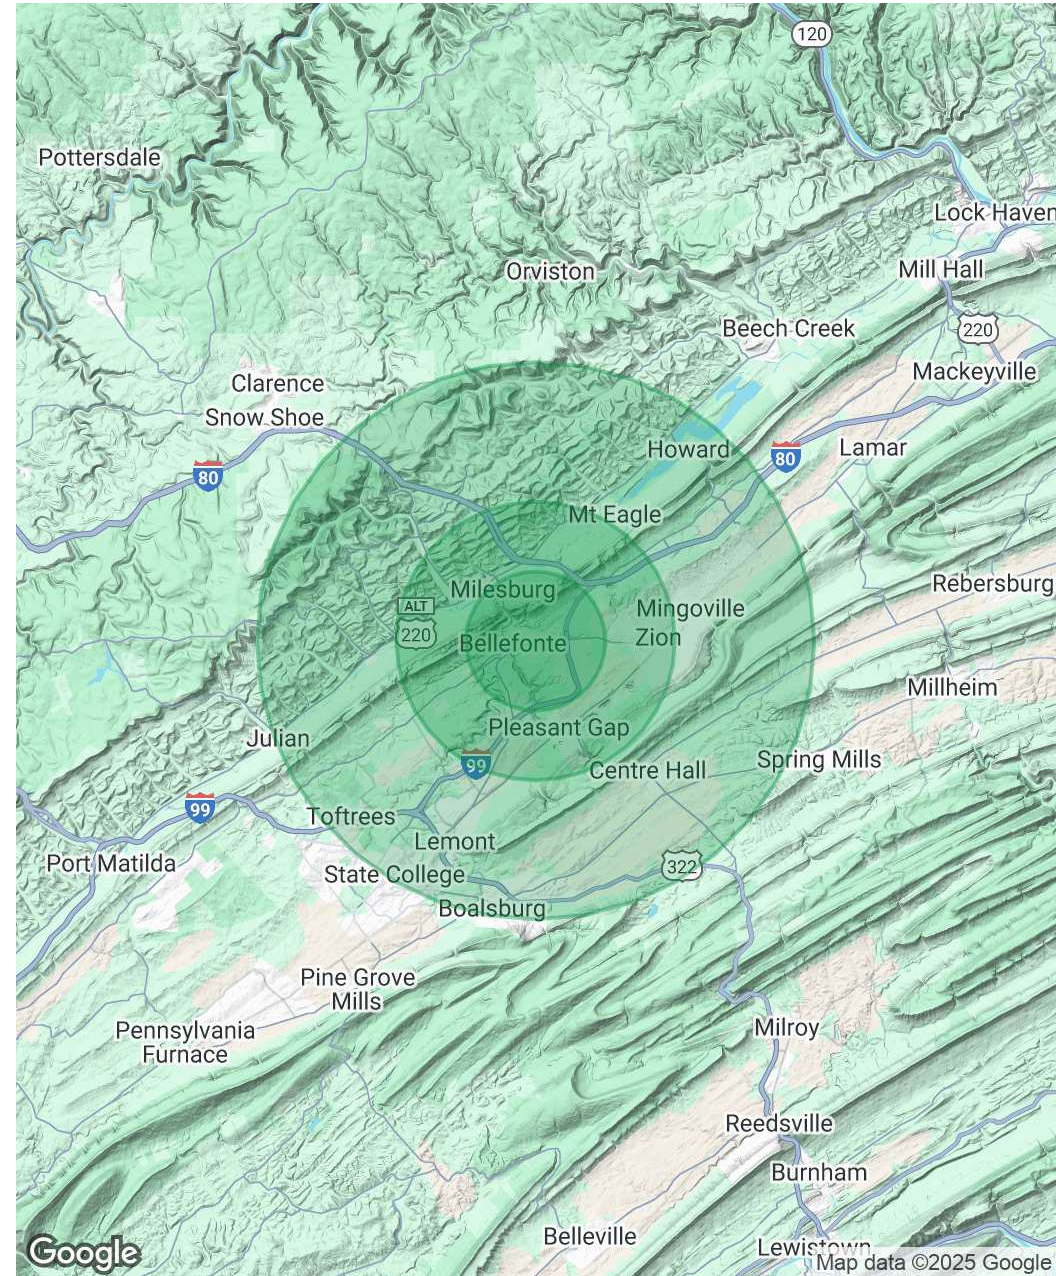 120
Pottersdale
Lock Haven
Orviston
Mill Hall
Beech Creek
220
Mackeyville
Clarence
Snow Shoe
Howard
Lamar
80
80
Mt Eagle
Milesburg
Rebersburg
ALT
220
Mingoville
Zion
Bellefonte
Millheim
Pleasant Gap
Julian
Spring Mills
99
Centre Hall
99
Toftrees
Lemont
Port Matilda
State College
322
Boalsburg
Pine Grove
Mills
Pennsylvania
Furnace
Milroy
Reedsville
Burnham
Belleville
Lewistown
Google
Map data ©2025 Google